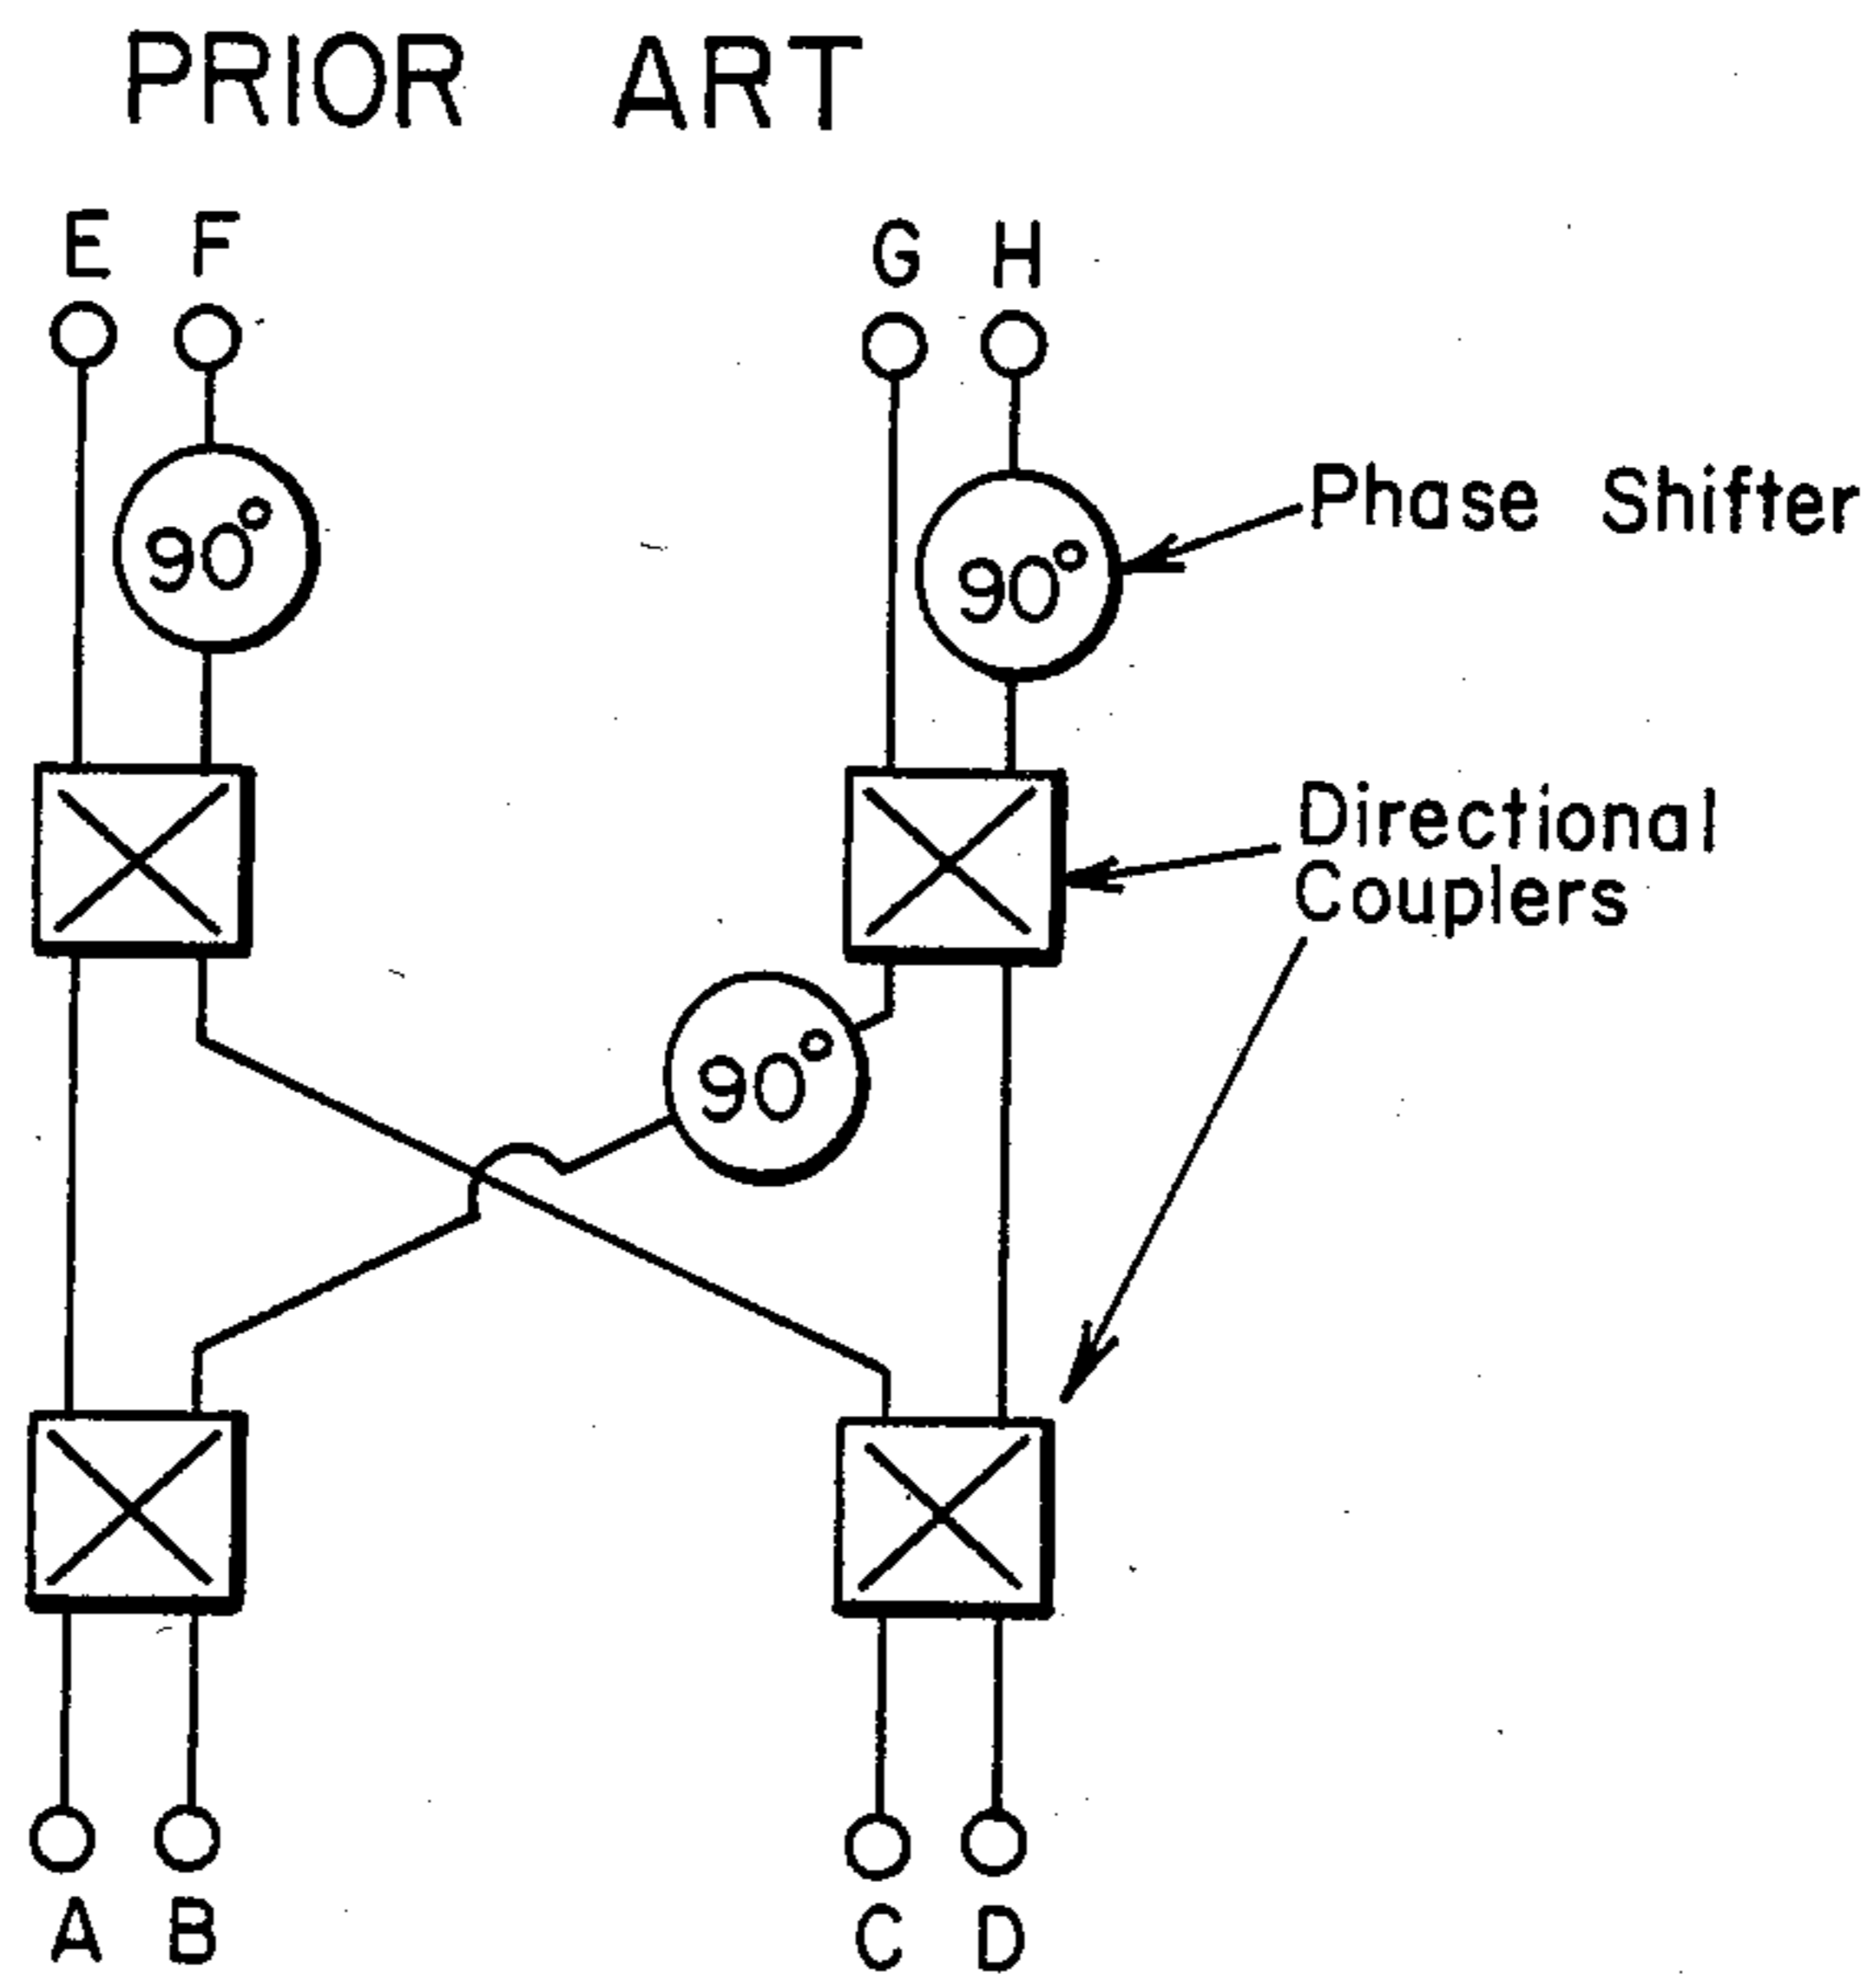 PRIOR ART
E F G H
90°
90°
Phase Shifter
Directional
Couplers
90°
A B C D